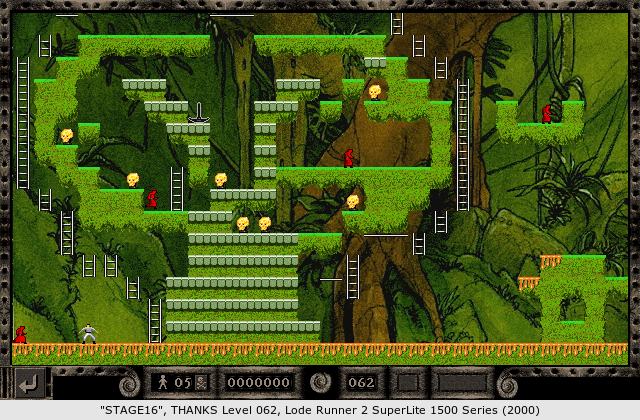 05 0000000 062
"STAGE16", THANKS Level 062, Lode Runner 2 SuperLite 1500 Series (2000)